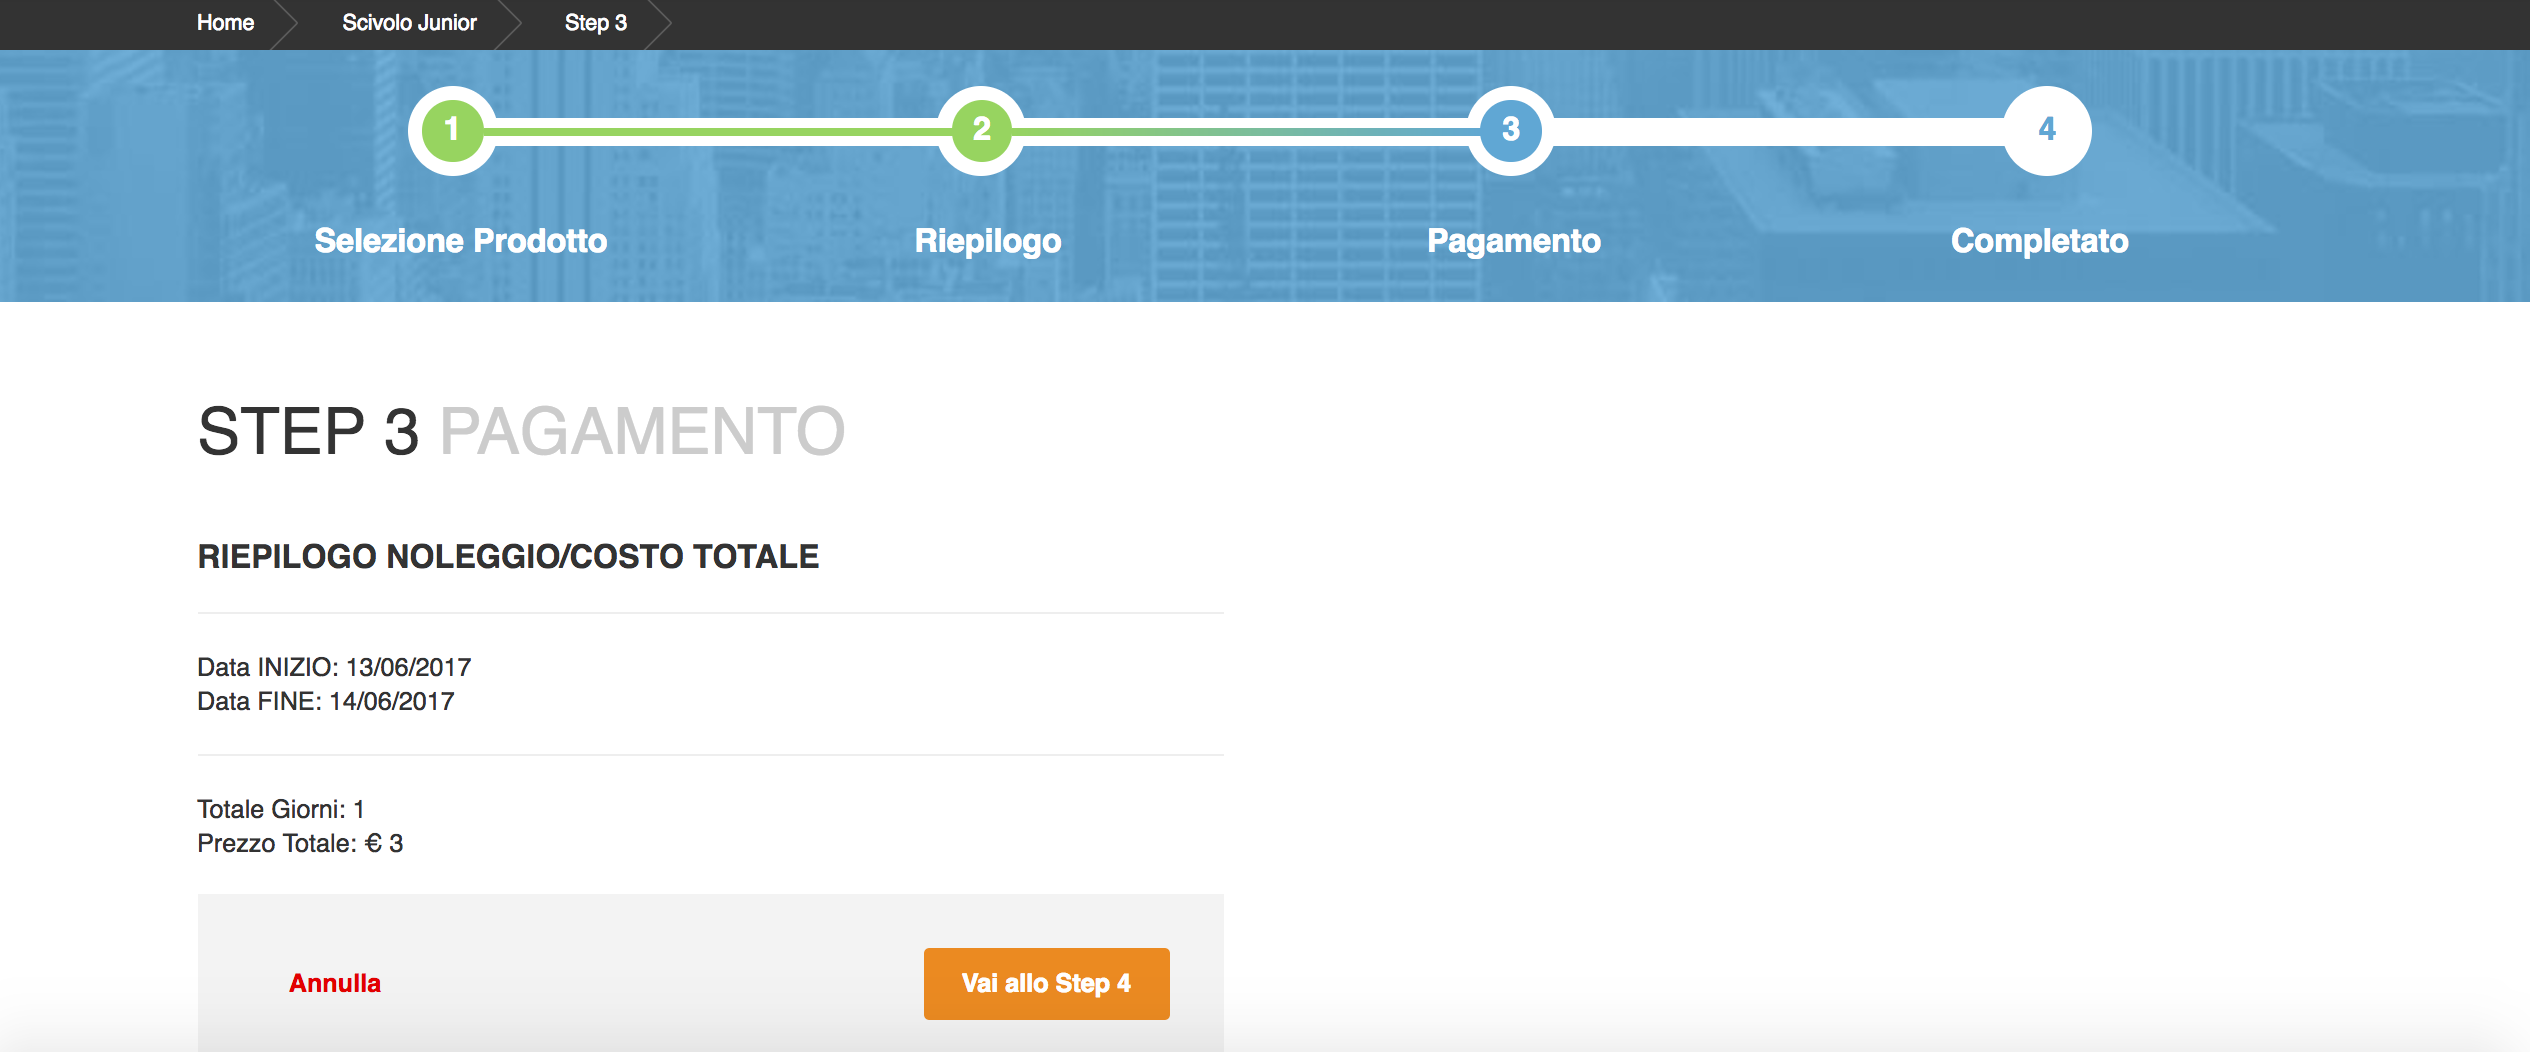 Home Scivolo Junior Step 3
1 2 3 4
Selezione Prodotto Riepilogo Pagamento Completato
STEP 3 PAGAMENTO
RIEPILOGO NOLEGGIO/COSTO TOTALE
Data INIZIO: 13/06/2017
Data FINE: 14/06/2017
Totale Giorni: 1
Prezzo Totale: € 3
Annulla Vai allo Step 4